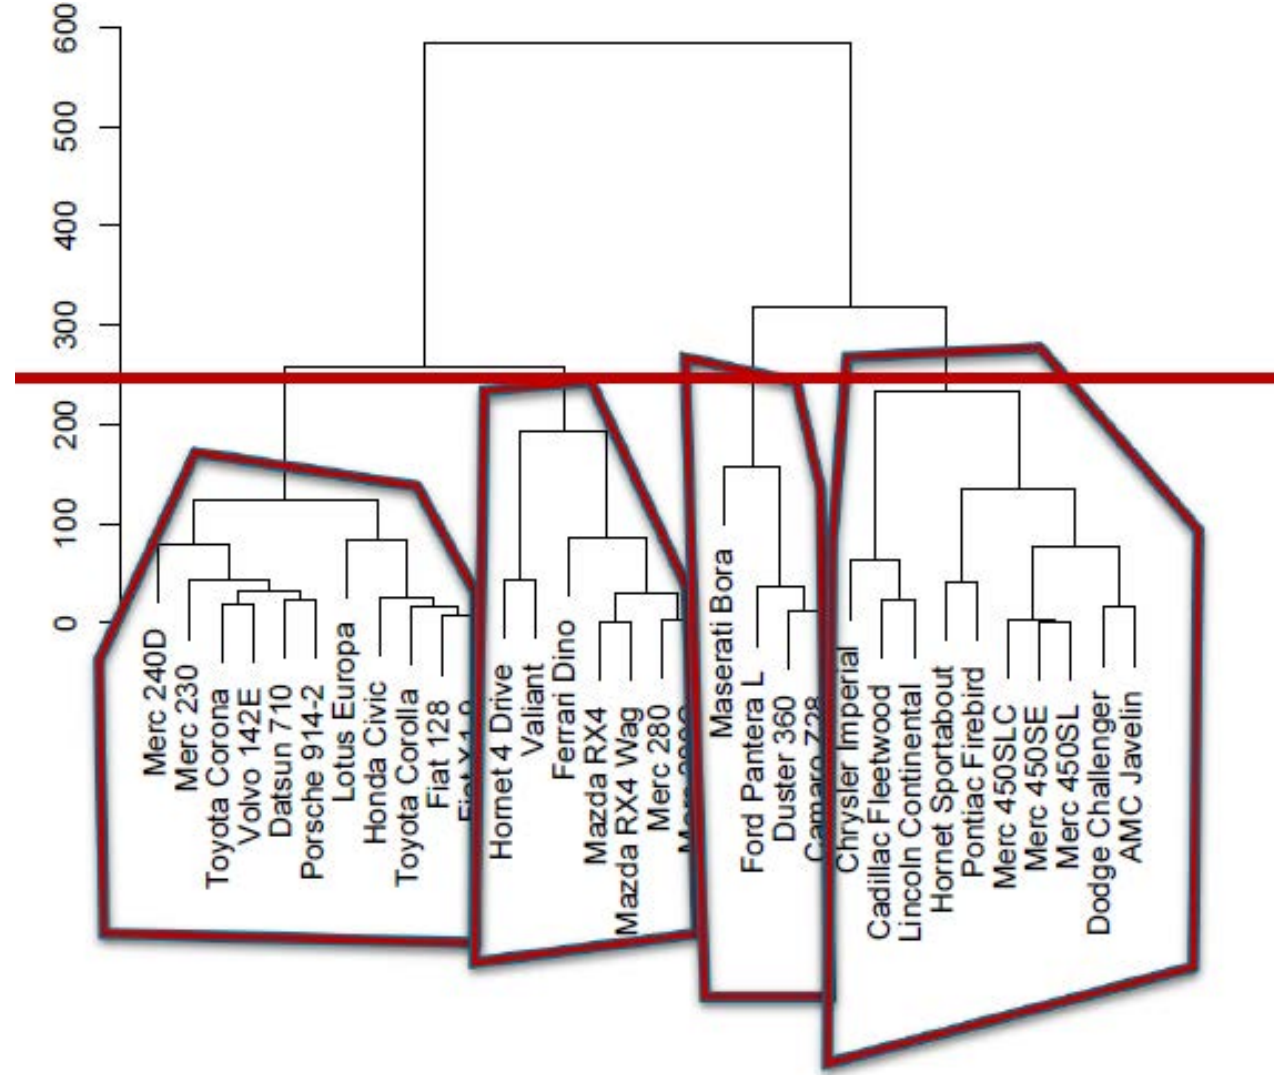 600
500
400
300
200
100
0
Merc 240D
Merc 230
Toyota Corona
Volvo 142E
Datsun 710
Porsche 914-2
Lotus Europa
Honda Civic
Toyota Corolla
Fiat 128
Hornet 4 Drive
Valiant
Ferrari Dino
Mazda RX4
Mazda RX4 Wag
Merc 280
Maserati Bora
Ford Pantera L
Duster 360
Camaro Z28
Chrysler Imperial
Cadillac Fleetwood
Lincoln Continental
Hornet Sportabout
Pontiac Firebird
Merc 450SLC
Merc 450SE
Merc 450SL
Dodge Challenger
AMC Javelin